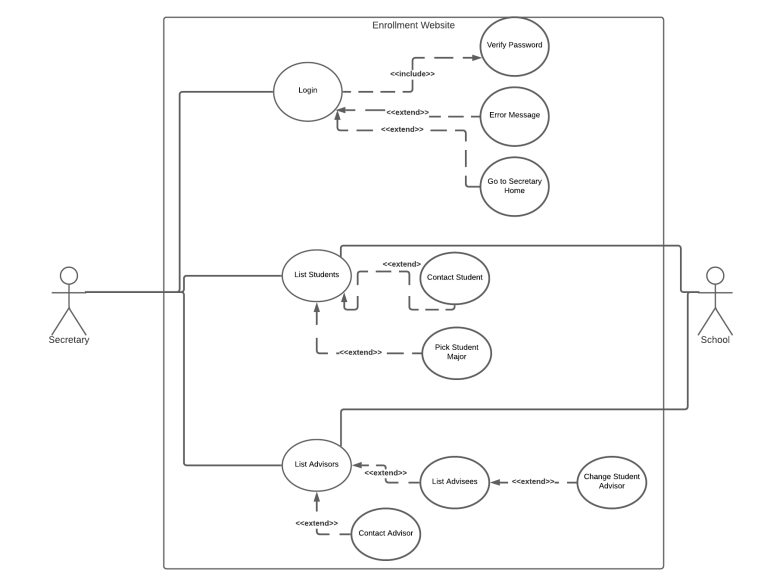 Enrollment Website
Verify Password
<<include>>
Login
<<extend>>
Error Message
<<extend>>
Go to Secretary
Home
<<extend>
List Students
Contact Student
Secretary
School
<<extend>>
Pick Student
Major
List Advisors
<<extend>>
List Advisees
<<extend>>
Change Student
Advisor
<<extend>>
Contact Advisor